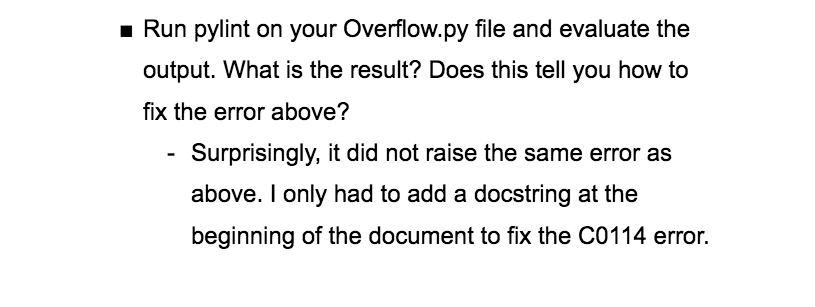 ▪ Run pylint on your Overflow.py file and evaluate the
output. What is the result? Does this tell you how to
fix the error above?
- Surprisingly, it did not raise the same error as
above. I only had to add a docstring at the
beginning of the document to fix the C0114 error.